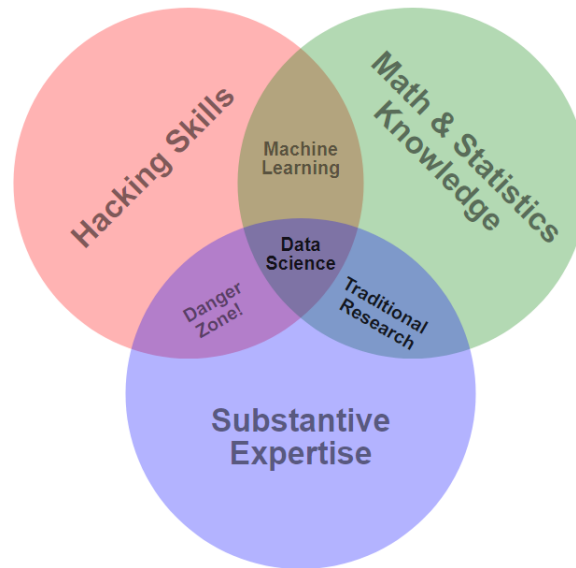 Hacking Skills
Math & Statistics
Knowledge
Machine
Learning
Data
Science
Danger
Zone!
Traditional
Research
Substantive
Expertise